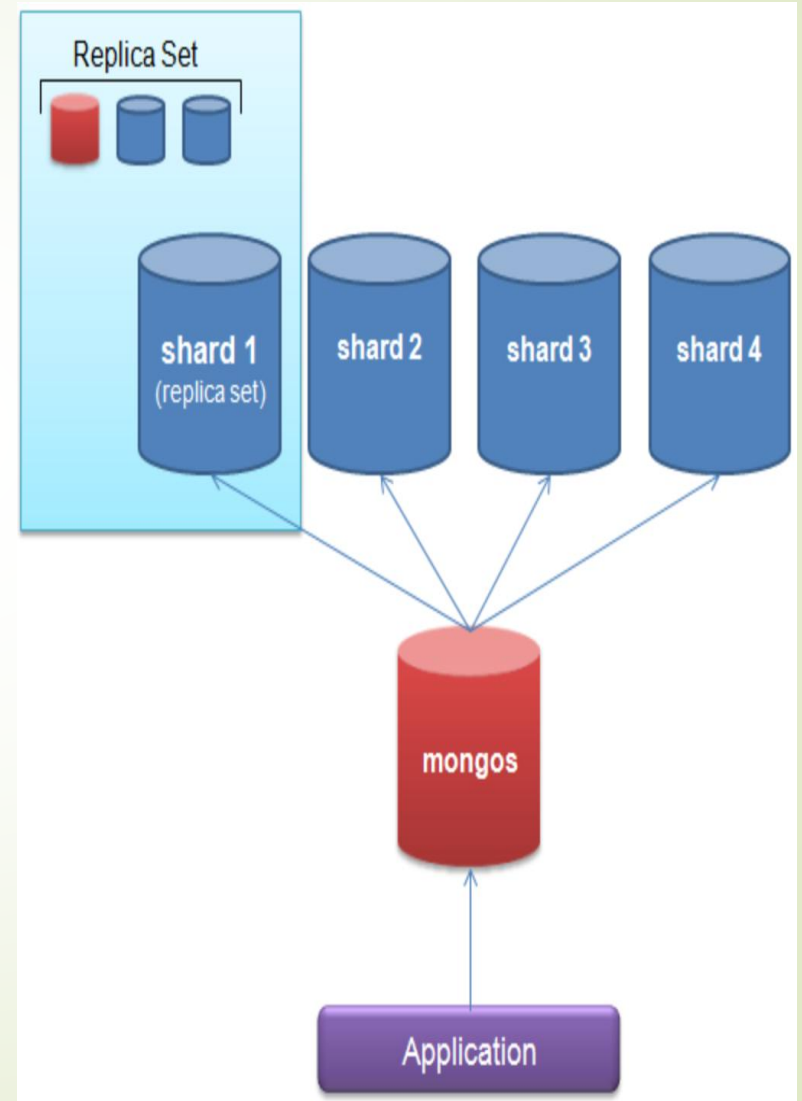 Replica Set
shard 1
(replica set)
shard 2
shard 3
shard 4
mongos
Application